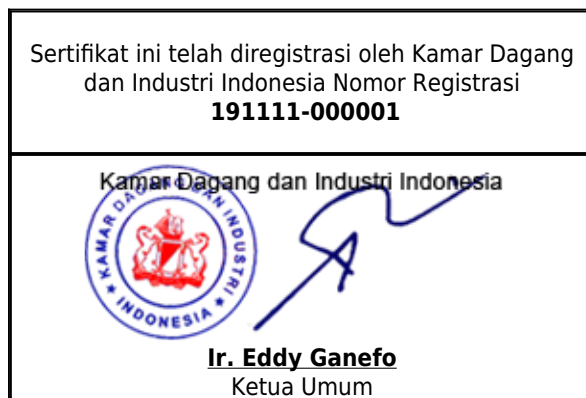 Sertifikat ini telah diregistrasi oleh Kamar Dagang
dan Industri Indonesia Nomor Registrasi
191111-000001
Kamar Dagang dan Industri Indonesia
KAMAR DAGANG DAN INDUSTRI
INDONESIA
Ir. Eddy Ganefo
Ketua Umum